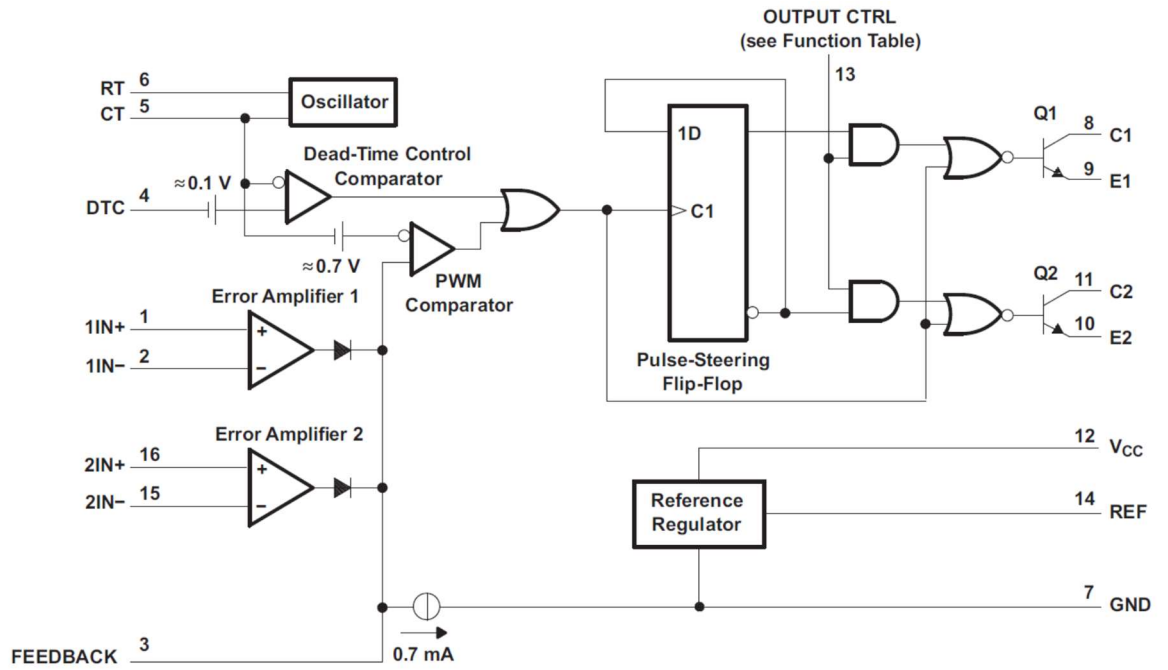 OUTPUT CTRL
(see Function Table)
13
RT 6
CT 5
Oscillator
Dead-Time Control
Comparator
≈0.1 V
DTC 4
≈0.7 V
PWM
Comparator
1D
C1
Pulse-Steering
Flip-Flop
Q1
8 C1
9 E1
Q2
11 C2
10 E2
Error Amplifier 1
1IN+ 1
+
1IN− 2
−
Error Amplifier 2
2IN+ 16
+
2IN− 15
−
12 VCC
Reference
Regulator
14 REF
7 GND
0.7 mA
FEEDBACK 3